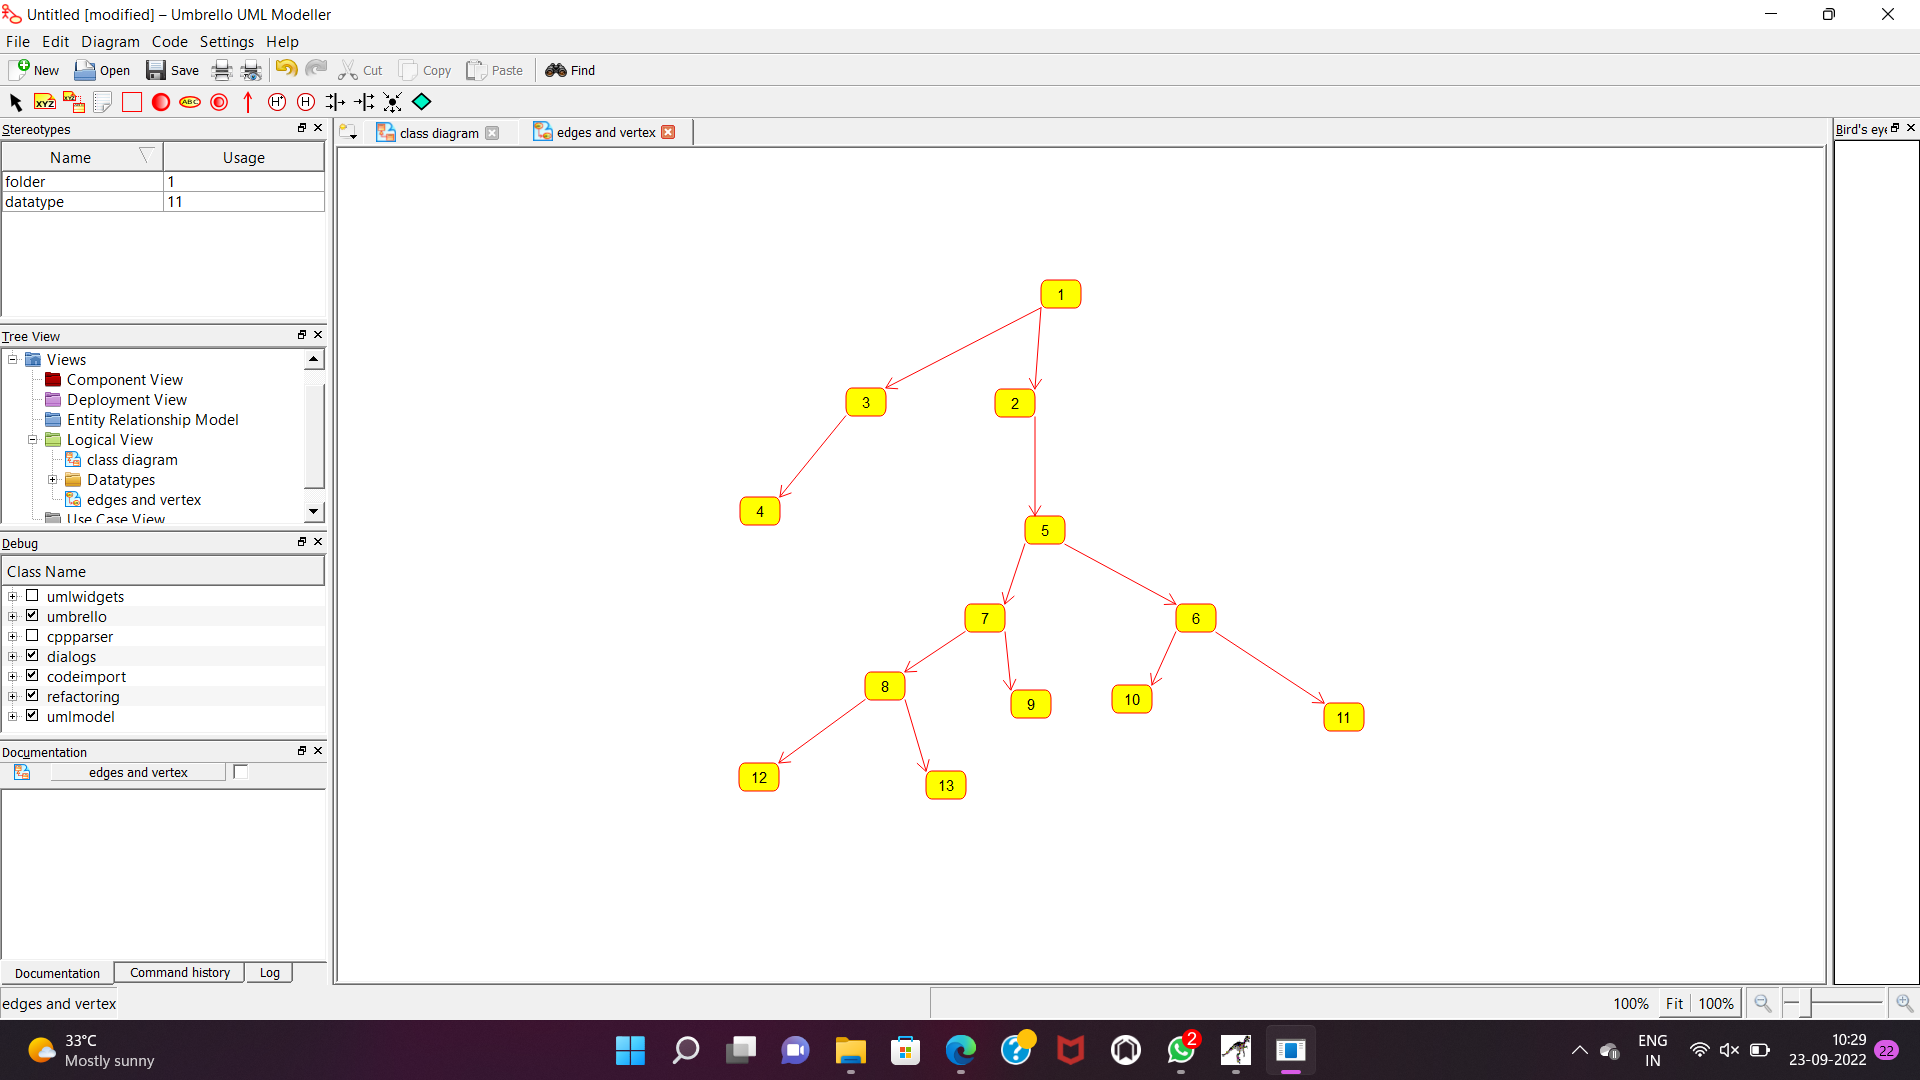 Untitled [modified] – Umbrello UML Modeller
File Edit Diagram Code Settings Help
New Open Save Cut Copy Paste Find
XYZ XYZ ABC H* H
Stereotypes
Name Usage
folder 1
datatype 11
Tree View
Views
Component View
Deployment View
Entity Relationship Model
Logical View
class diagram
Datatypes
edges and vertex
Use Case View
Debug
Class Name
umlwidgets
umbrello
cppparser
dialogs
codeimport
refactoring
umlmodel
Documentation
edges and vertex
Documentation Command history Log
edges and vertex
class diagram edges and vertex
1
3 2
4
5
7 6
8
9 10
11
12
13
Bird's eye
100% Fit 100%
33°C
Mostly sunny
2
ENG
IN
10:29
23-09-2022
22